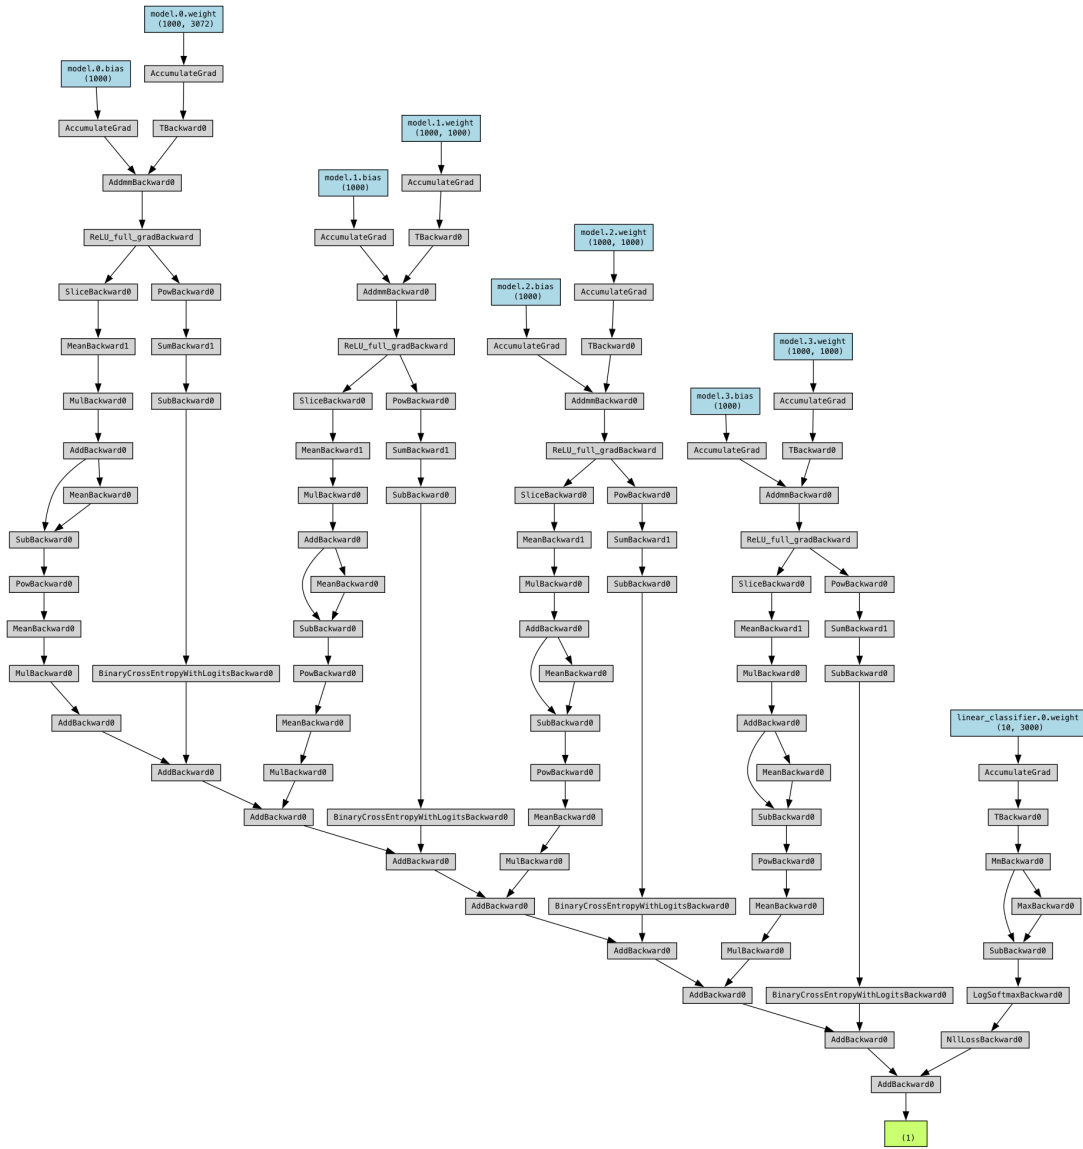 model.0.weight
(1000, 3072)
model.0.bias
(1000)
AccumulateGrad
AccumulateGrad
TBackward0
model.1.weight
(1000, 1000)
AddmmBackward0
model.1.bias
(1000)
AccumulateGrad
ReLU_full_gradBackward
AccumulateGrad
TBackward0
model.2.weight
(1000, 1000)
SliceBackward0
PowBackward0
AddmmBackward0
model.2.bias
(1000)
AccumulateGrad
MeanBackward1
SumBackward1
ReLU_full_gradBackward
AccumulateGrad
TBackward0
model.3.weight
(1000, 1000)
MulBackward0
SubBackward0
SliceBackward0
PowBackward0
AddmmBackward0
model.3.bias
(1000)
AccumulateGrad
AddBackward0
MeanBackward1
SumBackward1
ReLU_full_gradBackward
AccumulateGrad
TBackward0
MeanBackward0
MulBackward0
SubBackward0
SliceBackward0
PowBackward0
AddmmBackward0
SubBackward0
AddBackward0
MeanBackward1
SumBackward1
ReLU_full_gradBackward
PowBackward0
MeanBackward0
MulBackward0
SubBackward0
SliceBackward0
PowBackward0
MeanBackward0
SubBackward0
AddBackward0
MeanBackward1
SumBackward1
MulBackward0
BinaryCrossEntropyWithLogitsBackward0
PowBackward0
MeanBackward0
MulBackward0
SubBackward0
AddBackward0
MeanBackward0
SubBackward0
AddBackward0
linear_classifier.0.weight
(10, 3000)
AddBackward0
MulBackward0
PowBackward0
MeanBackward0
AccumulateGrad
AddBackward0
BinaryCrossEntropyWithLogitsBackward0
MeanBackward0
SubBackward0
TBackward0
AddBackward0
MulBackward0
PowBackward0
MmBackward0
AddBackward0
BinaryCrossEntropyWithLogitsBackward0
MeanBackward0
MaxBackward0
AddBackward0
MulBackward0
SubBackward0
AddBackward0
BinaryCrossEntropyWithLogitsBackward0
LogSoftmaxBackward0
AddBackward0
NllLossBackward0
AddBackward0
(1)